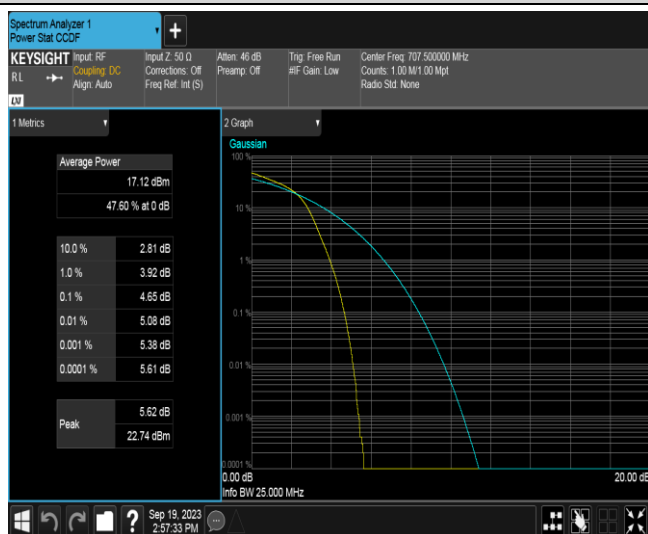 Spectrum Analyzer 1
Power Stat CCDF
KEYSIGHT
RL
LXI
Input: RF
Coupling: DC
Align: Auto
Input Z: 50 Ω
Corrections: Off
Freq Ref: Int (S)
Atten: 46 dB
Preamp: Off
Trig: Free Run
#IF Gain: Low
Center Freq: 707.500000 MHz
Counts: 1.00 M/1.00 Mpt
Radio Std: None
1 Metrics
Average Power
17.12 dBm
47.60 % at 0 dB
10.0 % 2.81 dB
1.0 % 3.92 dB
0.1 % 4.65 dB
0.01 % 5.08 dB
0.001 % 5.38 dB
0.0001 % 5.61 dB
Peak
5.62 dB
22.74 dBm
2 Graph
Gaussian
100 %
10 %
1 %
0.1 %
0.01 %
0.001 %
0.0001 %
0.00 dB
20.00 dB
Info BW 25.000 MHz
?
Sep 19, 2023
2:57:33 PM